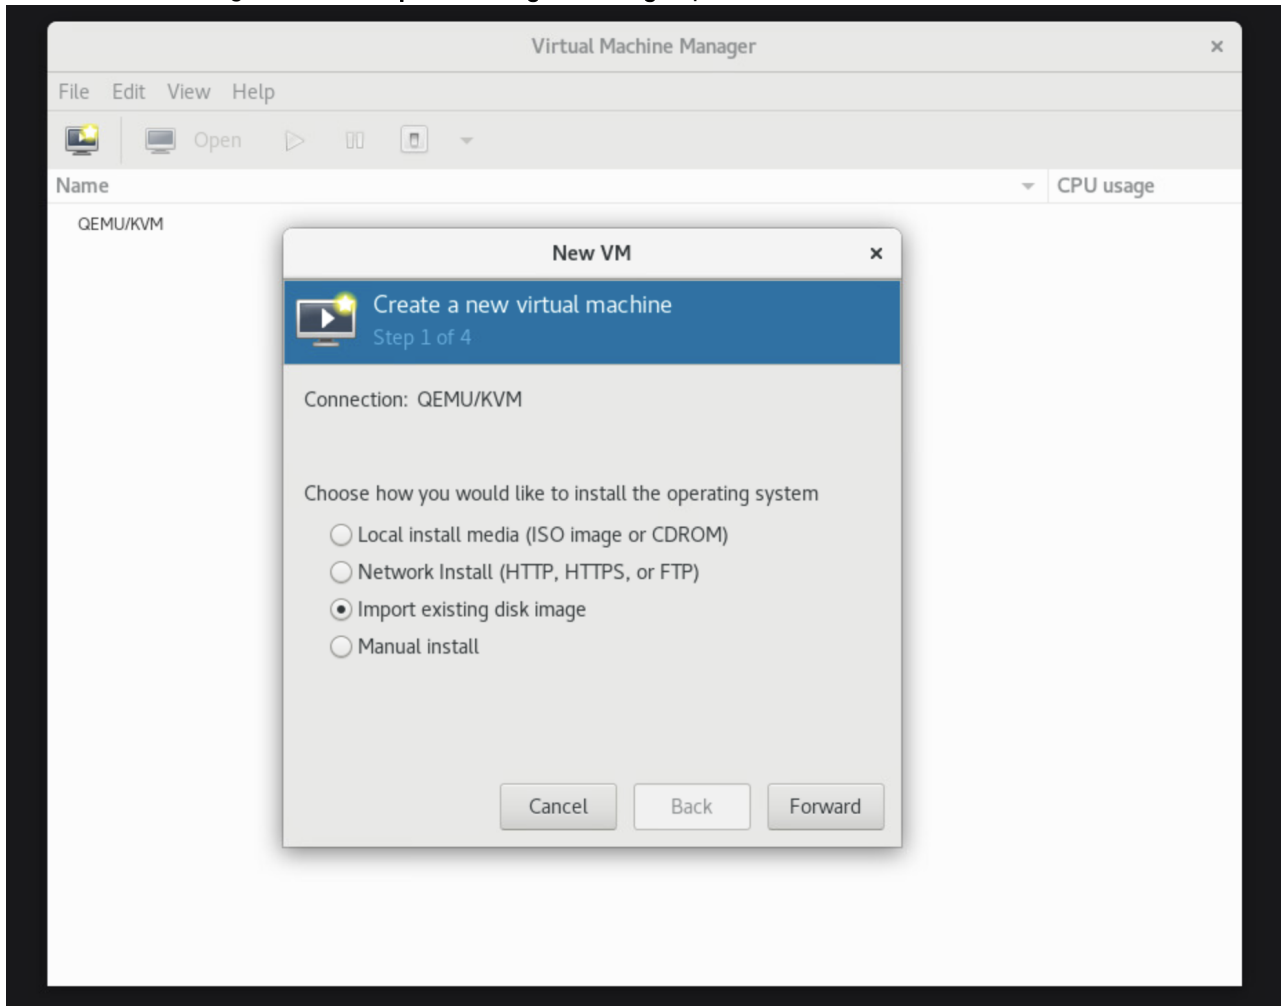 Virtual Machine Manager
File Edit View Help
Open
Name CPU usage
QEMU/KVM
New VM
Create a new virtual machine
Step 1 of 4
Connection: QEMU/KVM
Choose how you would like to install the operating system
Local install media (ISO image or CDROM)
Network Install (HTTP, HTTPS, or FTP)
Import existing disk image
Manual install
Cancel Back Forward